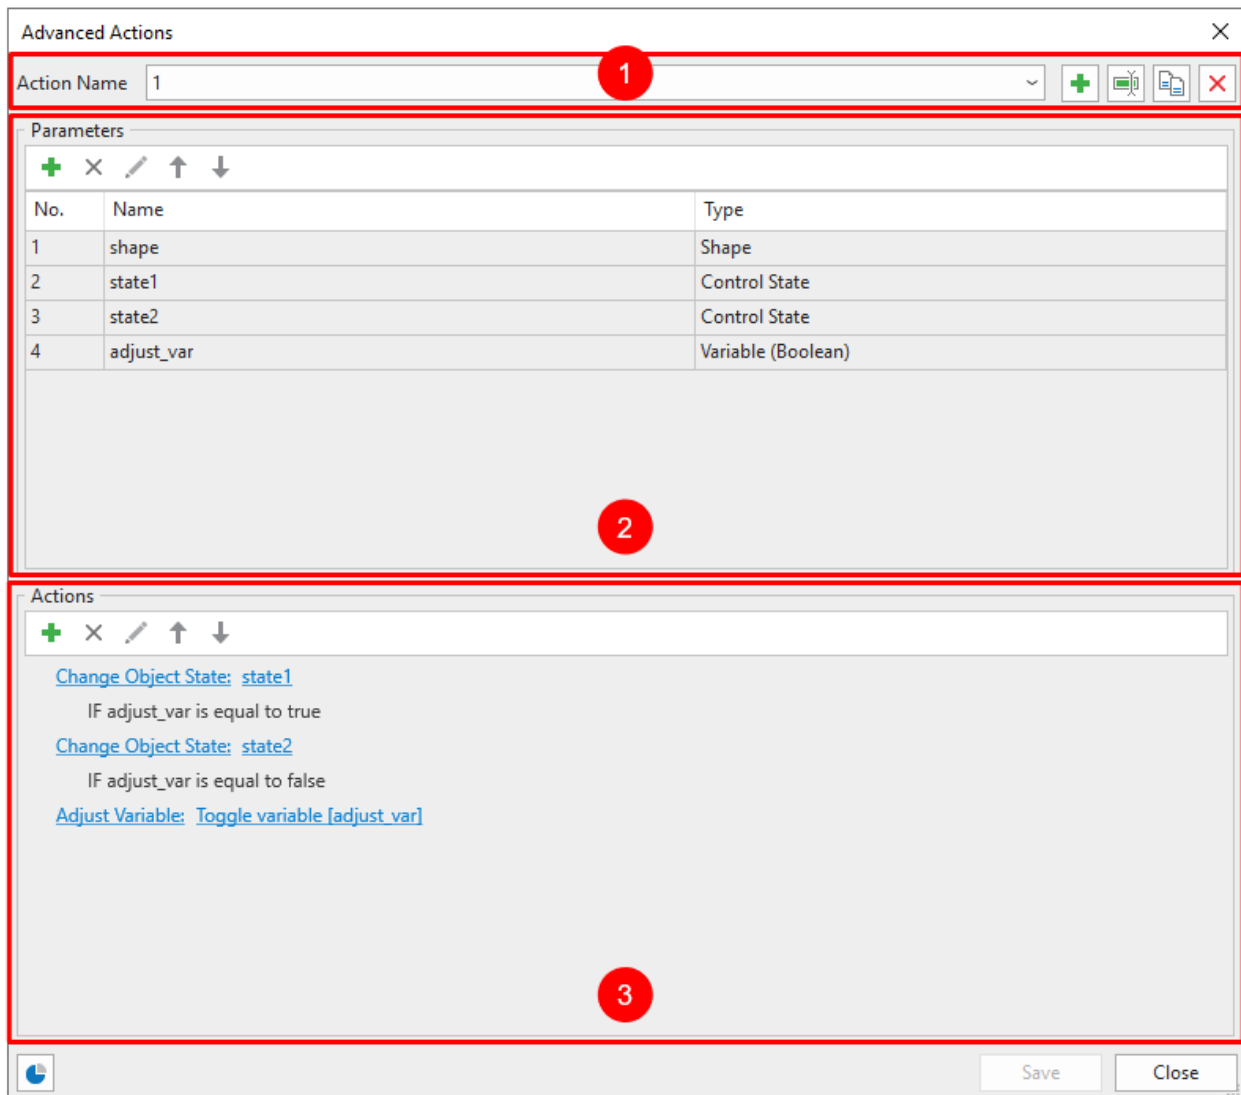 Advanced Actions
Action Name 1
1
Parameters
No. Name Type
1 shape Shape
2 state1 Control State
3 state2 Control State
4 adjust_var Variable (Boolean)
2
Actions
Change Object State: state1
IF adjust_var is equal to true
Change Object State: state2
IF adjust_var is equal to false
Adjust Variable: Toggle variable [adjust_var]
3
Save Close